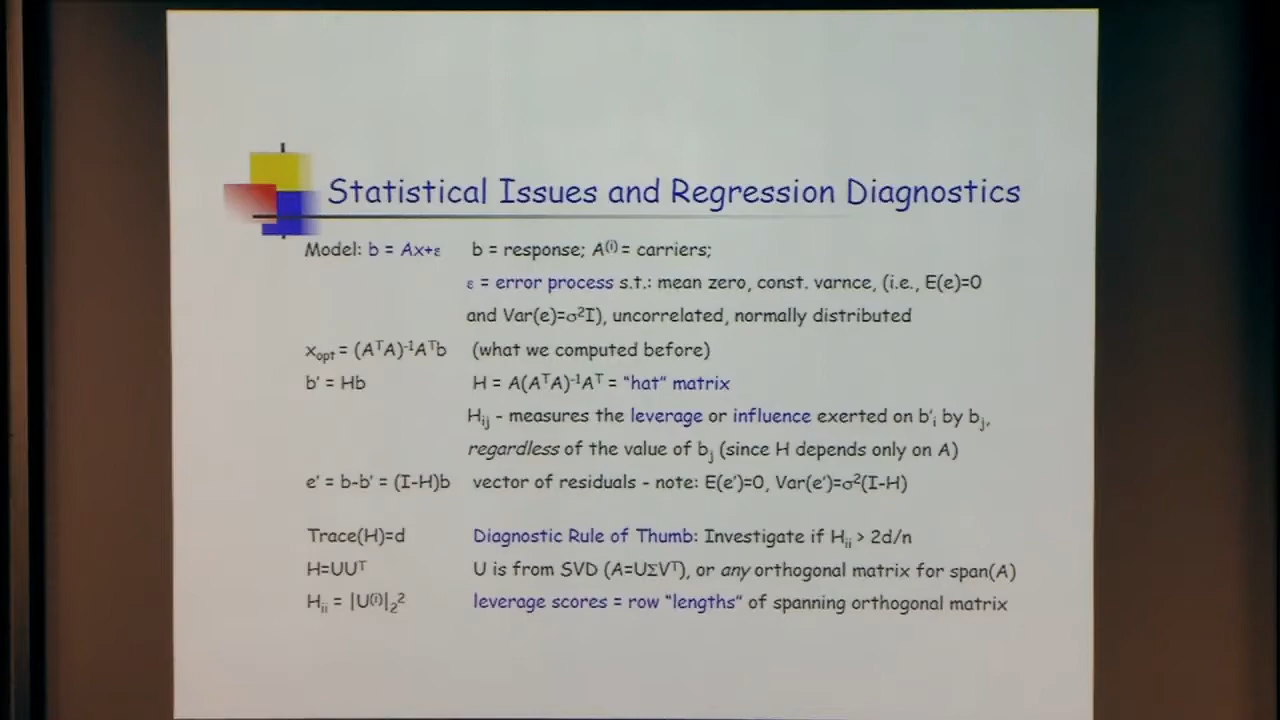 Statistical Issues and Regression Diagnostics
Model: b = Ax+ε b = response; A⁽ⁱ⁾ = carriers;
ε = error process s.t.: mean zero, const. varnce, (i.e., E(e)=0
and Var(e)=σ²I), uncorrelated, normally distributed
xₒₚₜ = (AᵀA)⁻¹Aᵀb (what we computed before)
b' = Hb H = A(AᵀA)⁻¹Aᵀ = "hat" matrix
Hᵢⱼ - measures the leverage or influence exerted on b'ᵢ by bⱼ,
regardless of the value of bⱼ (since H depends only on A)
e' = b-b' = (I-H)b vector of residuals - note: E(e')=0, Var(e')=σ²(I-H)
Trace(H)=d Diagnostic Rule of Thumb: Investigate if Hᵢᵢ > 2d/n
H=UUᵀ U is from SVD (A=UΣVᵀ), or any orthogonal matrix for span(A)
Hᵢᵢ = |U⁽ⁱ⁾|₂² leverage scores = row "lengths" of spanning orthogonal matrix